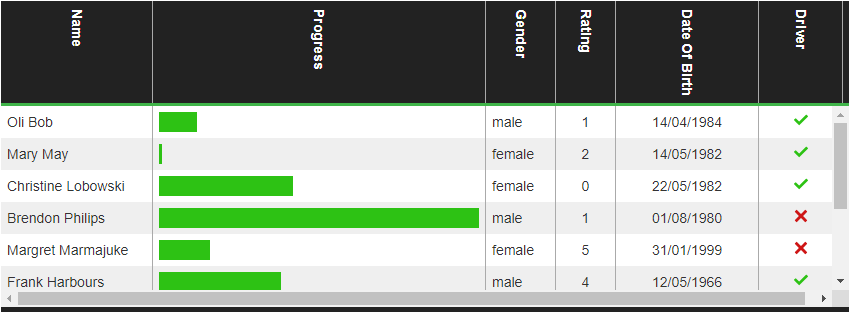 Name Progress Gender Rating Date Of Birth Driver
Oli Bob male 1 14/04/1984
Mary May female 2 14/05/1982
Christine Lobowski female 0 22/05/1982
Brendon Philips male 1 01/08/1980
Margret Marmajuke female 5 31/01/1999
Frank Harbours male 4 12/05/1966